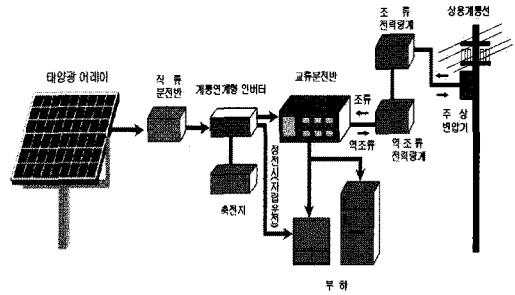 조 류
전력량계
상용계통선
태양광 어레이
직 류
분전반
계통연계형 인버터
교류분전반
조류
주 상
변압기
역조류
역 조 류
전력량계
정전시(자립운전)
축전지
부 하